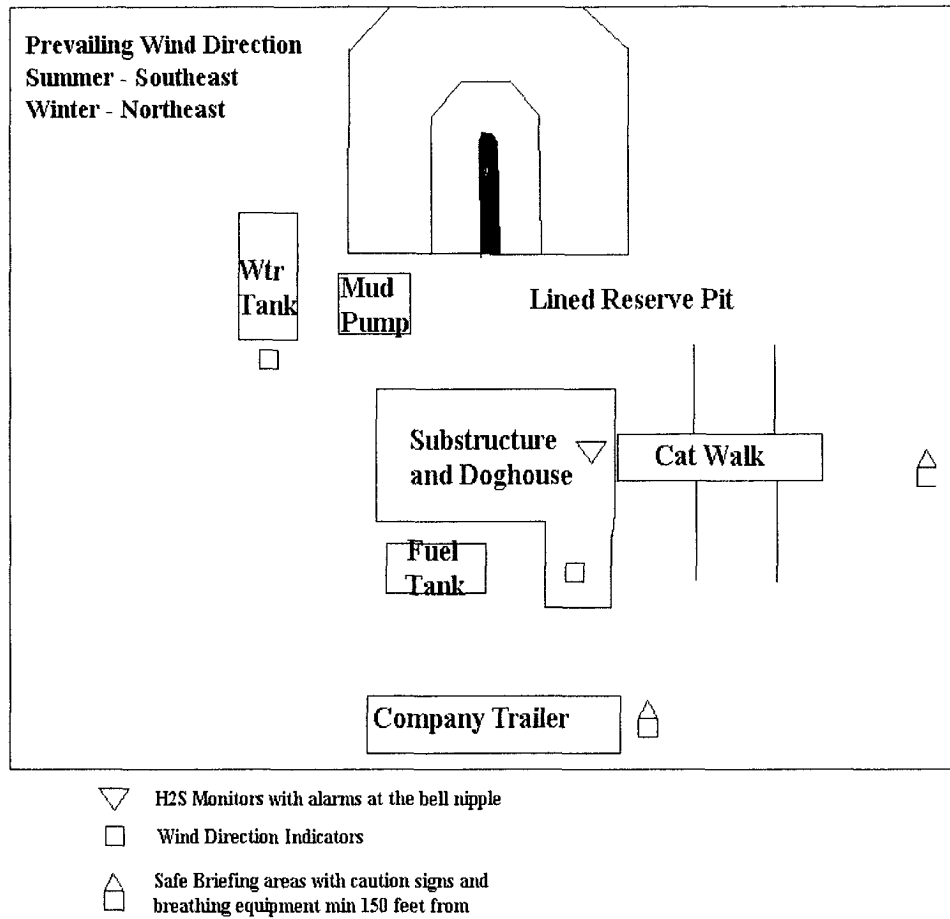 Prevailing Wind Direction
Summer - Southeast
Winter - Northeast
Wtr
Tank
Mud
Pump
Lined Reserve Pit
Substructure
and Doghouse
Cat Walk
Fuel
Tank
Company Trailer
H2S Monitors with alarms at the bell nipple
Wind Direction Indicators
Safe Briefing areas with caution signs and
breathing equipment min 150 feet from